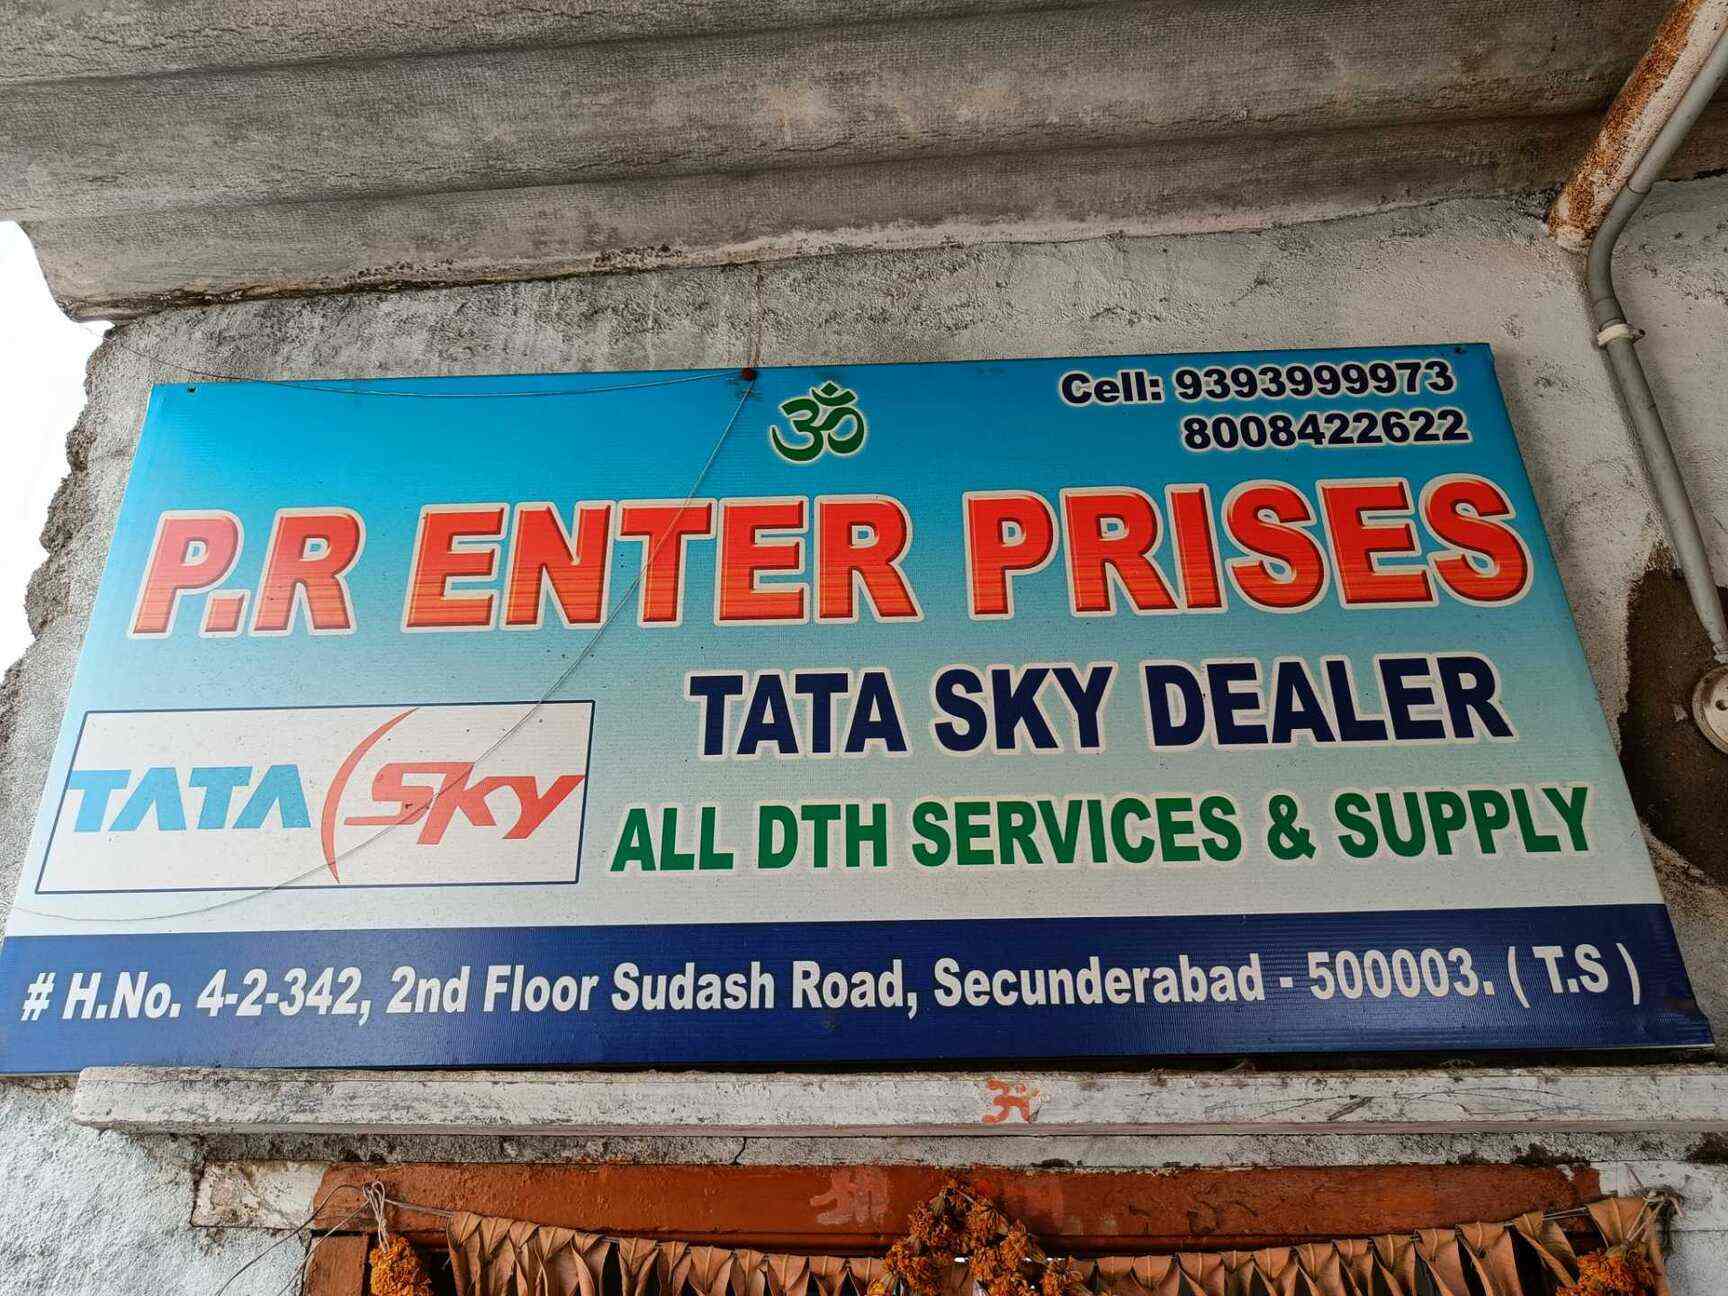 ॐ
Cell: 9393999973
8008422622
P.R ENTER PRISES
TATA SKY DEALER
TATA Sky
ALL DTH SERVICES & SUPPLY
# H.No. 4-2-342, 2nd Floor Sudash Road, Secunderabad - 500003. ( T.S )
ॐ